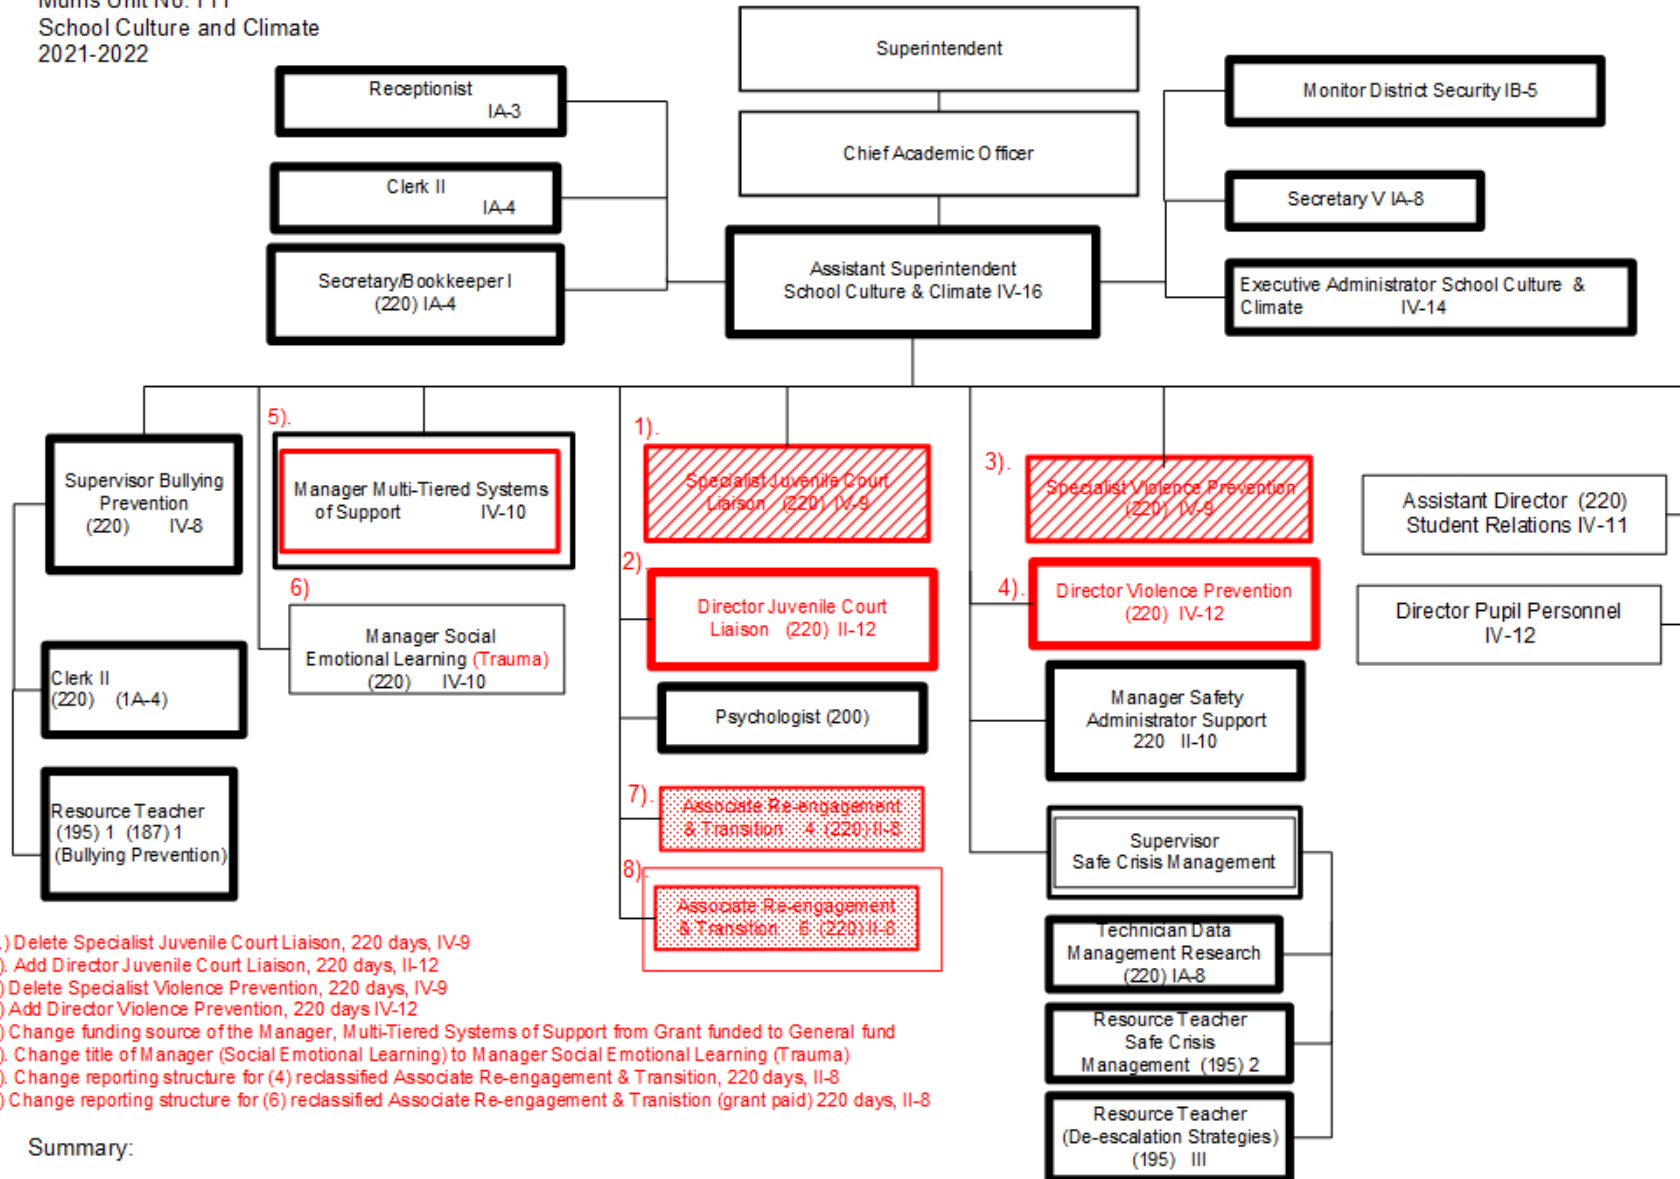 School Culture and Climate
2021-2022
Superintendent
Chief Academic Officer
Assistant Superintendent
School Culture & Climate IV-16
Receptionist
IA-3
Clerk II
IA-4
Secretary/Bookkeeper I
(220) IA-4
Monitor District Security IB-5
Secretary V IA-8
Executive Administrator School Culture &
Climate IV-14
Supervisor Bullying
Prevention
(220) IV-8
Clerk II
(220) (1A-4)
Resource Teacher
(195) 1 (187) 1
(Bullying Prevention)
5).
Manager Multi-Tiered Systems
of Support IV-10
6)
Manager Social
Emotional Learning (Trauma)
(220) IV-10
1).
Specialist Juvenile Court
Liaison (220) IV-9
2).
Director Juvenile Court
Liaison (220) II-12
Psychologist (200)
7).
Associate Re-engagement
& Transition 4 (220) II-8
8).
Associate Re-engagement
& Transition 6 (220) II-8
3).
Specialist Violence Prevention
(220) IV-9
4).
Director Violence Prevention
(220) IV-12
Manager Safety
Administrator Support
220 II-10
Supervisor
Safe Crisis Management
Technician Data
Management Research
(220) IA-8
Resource Teacher
Safe Crisis
Management (195) 2
Resource Teacher
(De-escalation Strategies)
(195) III
Assistant Director (220)
Student Relations IV-11
Director Pupil Personnel
IV-12
.) Delete Specialist Juvenile Court Liaison, 220 days, IV-9
). Add Director Juvenile Court Liaison, 220 days, II-12
) Delete Specialist Violence Prevention, 220 days, IV-9
) Add Director Violence Prevention, 220 days IV-12
) Change funding source of the Manager, Multi-Tiered Systems of Support from Grant funded to General fund
). Change title of Manager (Social Emotional Learning) to Manager Social Emotional Learning (Trauma)
). Change reporting structure for (4) reclassified Associate Re-engagement & Transition, 220 days, II-8
) Change reporting structure for (6) reclassified Associate Re-engagement & Tranistion (grant paid) 220 days, II-8
Summary: